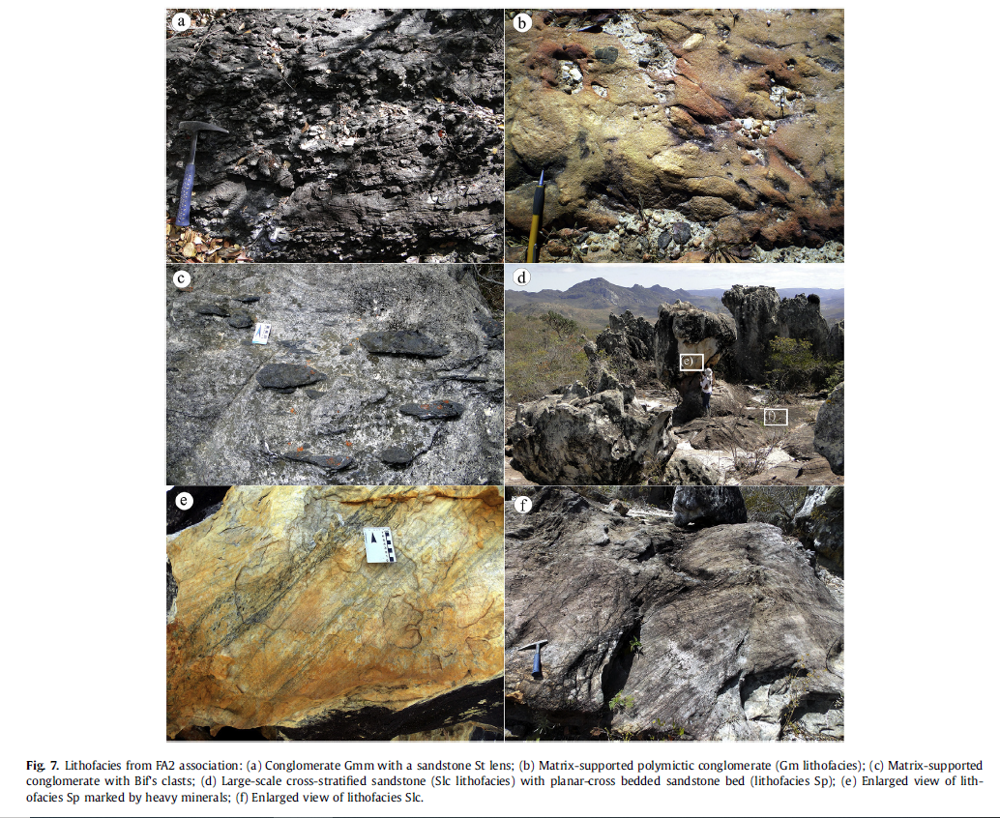 a
b
c
d
e)
f)
e
f
Fig. 7. Lithofacies from FA2 association: (a) Conglomerate Gmm with a sandstone St lens; (b) Matrix-supported polymictic conglomerate (Gm lithofacies); (c) Matrix-supported
conglomerate with Bif's clasts; (d) Large-scale cross-stratified sandstone (Slc lithofacies) with planar-cross bedded sandstone bed (lithofacies Sp); (e) Enlarged view of lith-
ofacies Sp marked by heavy minerals; (f) Enlarged view of lithofacies Slc.